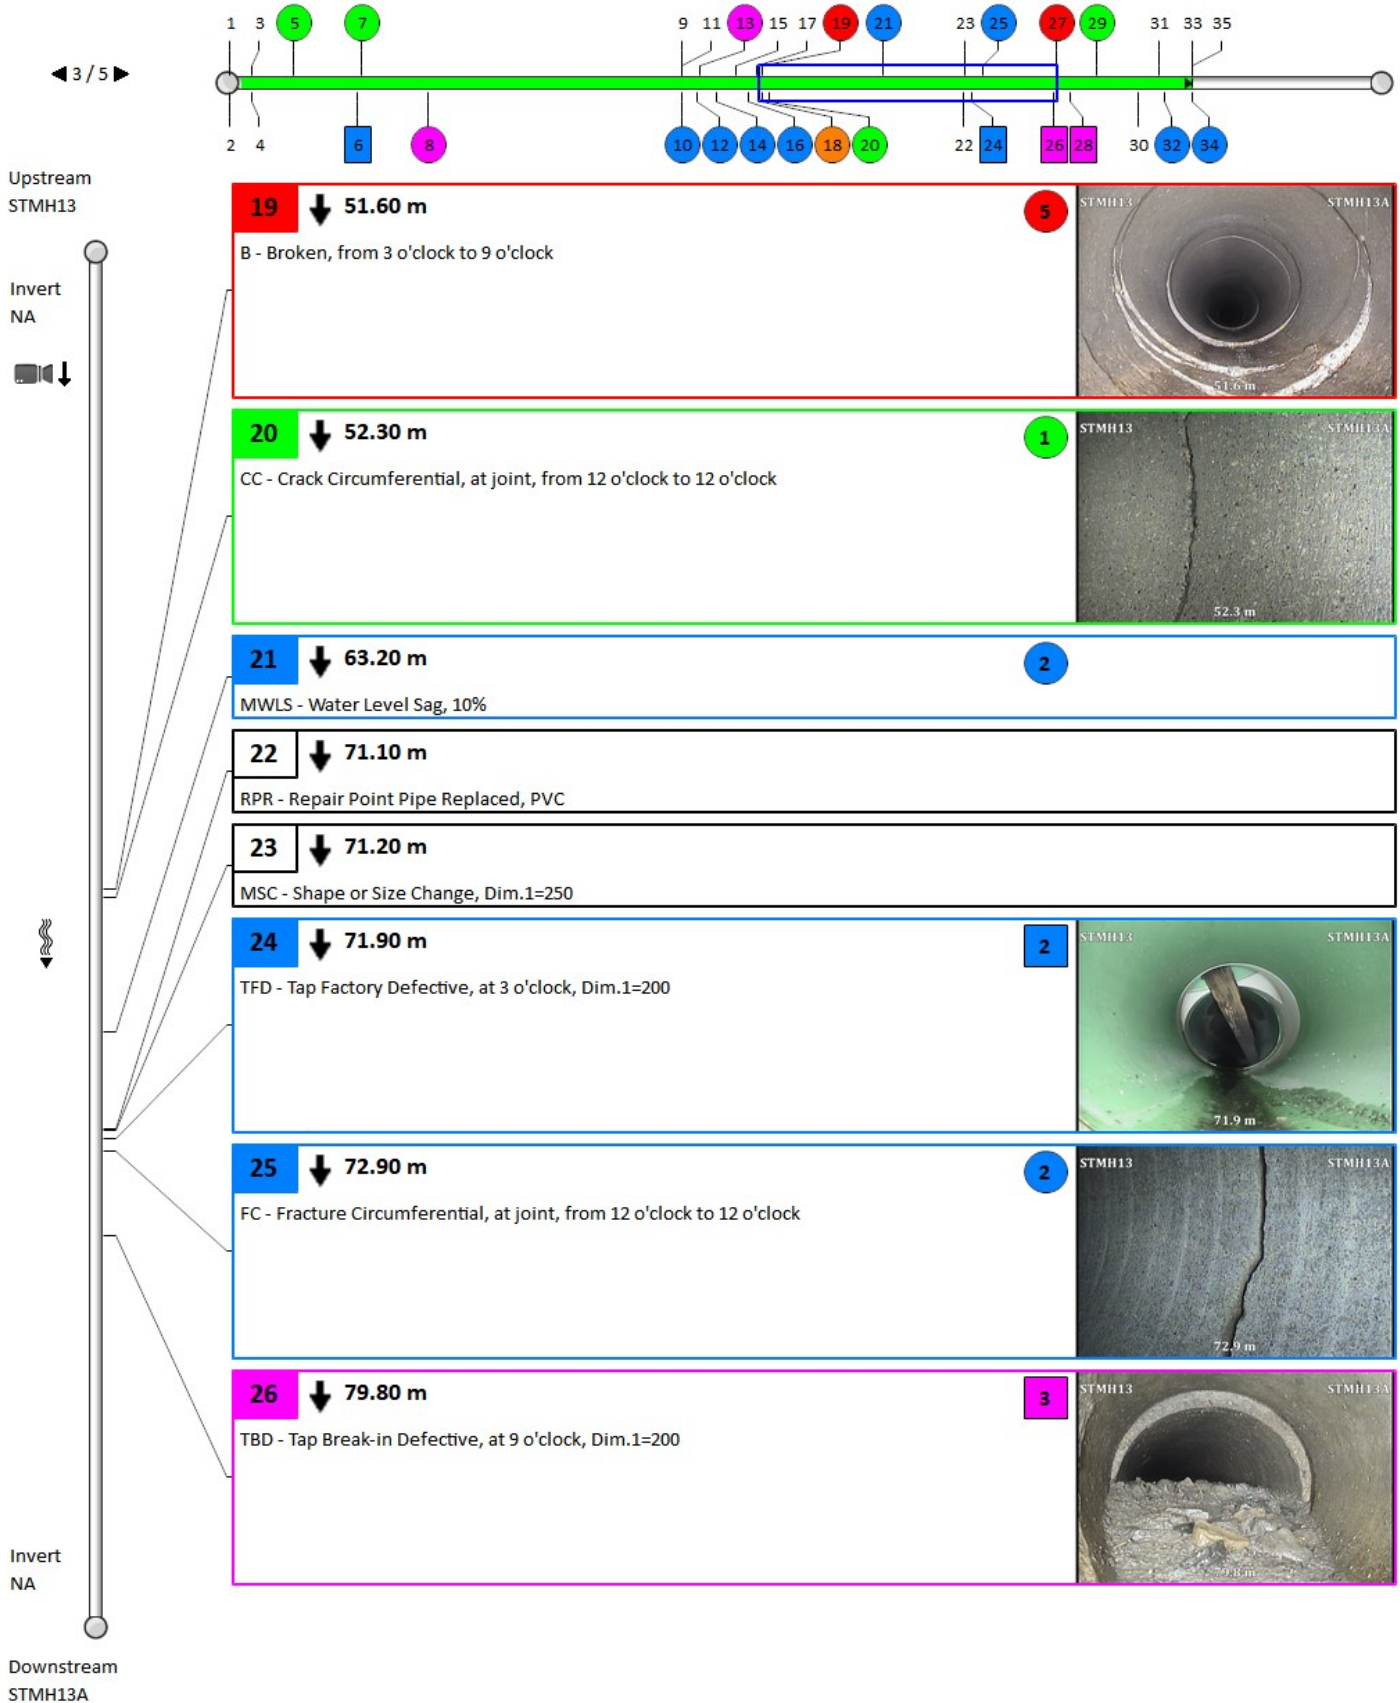 1 3 5 7 9 11 13 15 17 19 21 23 25 27 29 31 33 35
3 / 5
2 4 6 8 10 12 14 16 18 20 22 24 26 28 30 32 34
Upstream
STMH13
Invert
NA
19 51.60 m 5
B - Broken, from 3 o'clock to 9 o'clock
STMH13 STMH13A
51.6 m
20 52.30 m 1
CC - Crack Circumferential, at joint, from 12 o'clock to 12 o'clock
STMH13 STMH13A
52.3 m
21 63.20 m 2
MWLS - Water Level Sag, 10%
22 71.10 m
RPR - Repair Point Pipe Replaced, PVC
23 71.20 m
MSC - Shape or Size Change, Dim.1=250
24 71.90 m 2
TFD - Tap Factory Defective, at 3 o'clock, Dim.1=200
STMH13 STMH13A
71.9 m
25 72.90 m 2
FC - Fracture Circumferential, at joint, from 12 o'clock to 12 o'clock
STMH13 STMH13A
72.9 m
26 79.80 m 3
TBD - Tap Break-in Defective, at 9 o'clock, Dim.1=200
STMH13 STMH13A
79.8 m
Invert
NA
Downstream
STMH13A